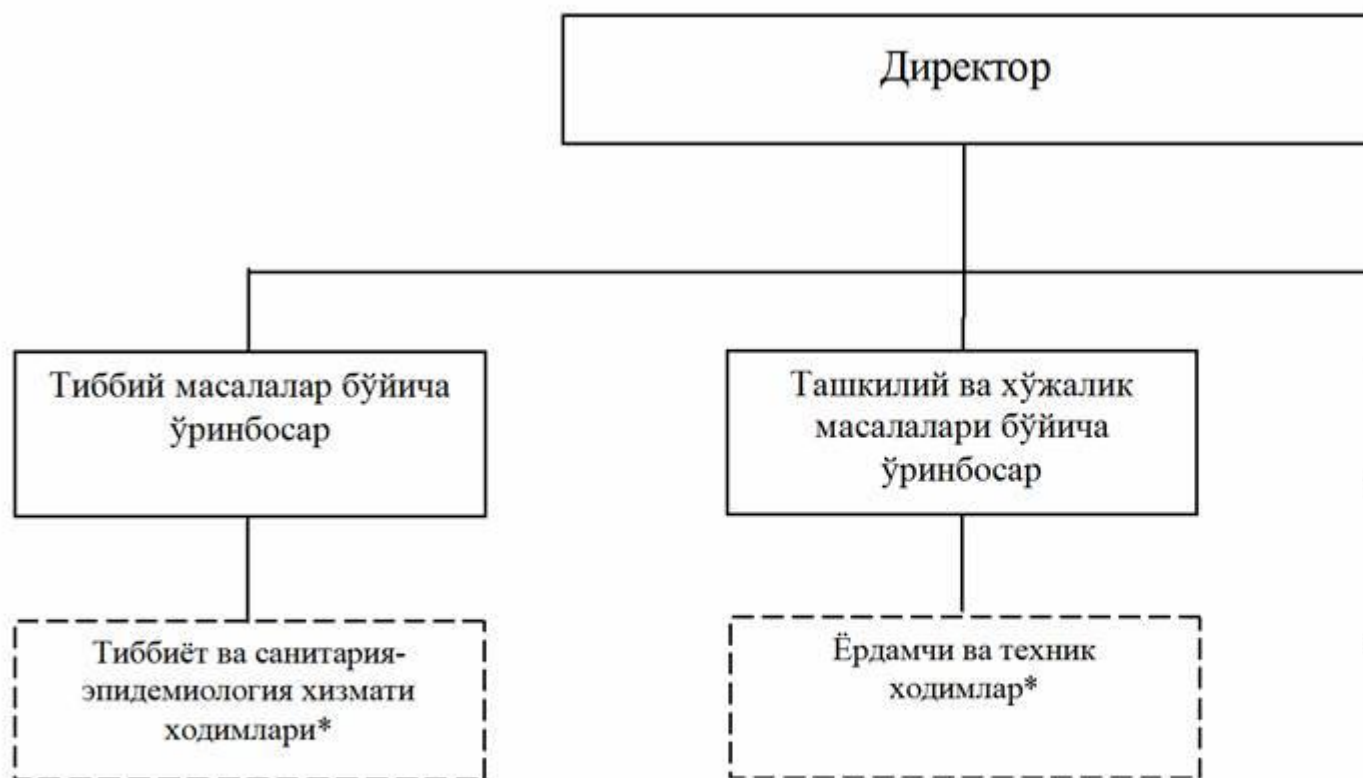 Директор
Тиббий масалалар бўйича
ўринбосар
Ташкилий ва хўжалик
масалалари бўйича
ўринбосар
Тиббиёт ва санитария-
эпидемиология хизмати
ходимлари*
Ёрдамчи ва техник
ходимлар*